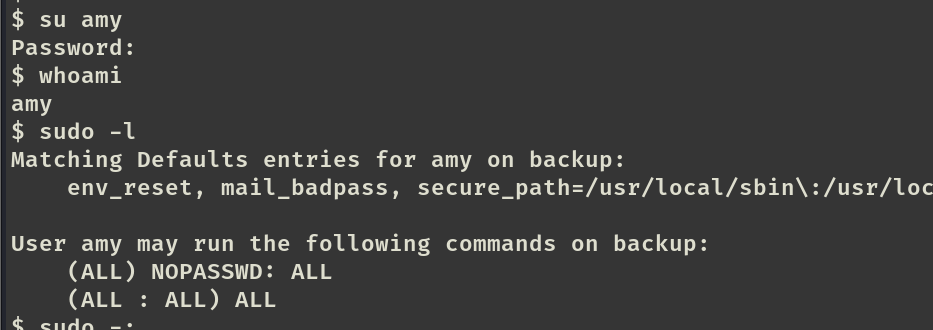 $ su amy
Password:
$ whoami
amy
$ sudo -l
Matching Defaults entries for amy on backup:
    env_reset, mail_badpass, secure_path=/usr/local/sbin\:/usr/loc

User amy may run the following commands on backup:
    (ALL) NOPASSWD: ALL
    (ALL : ALL) ALL
$ sudo